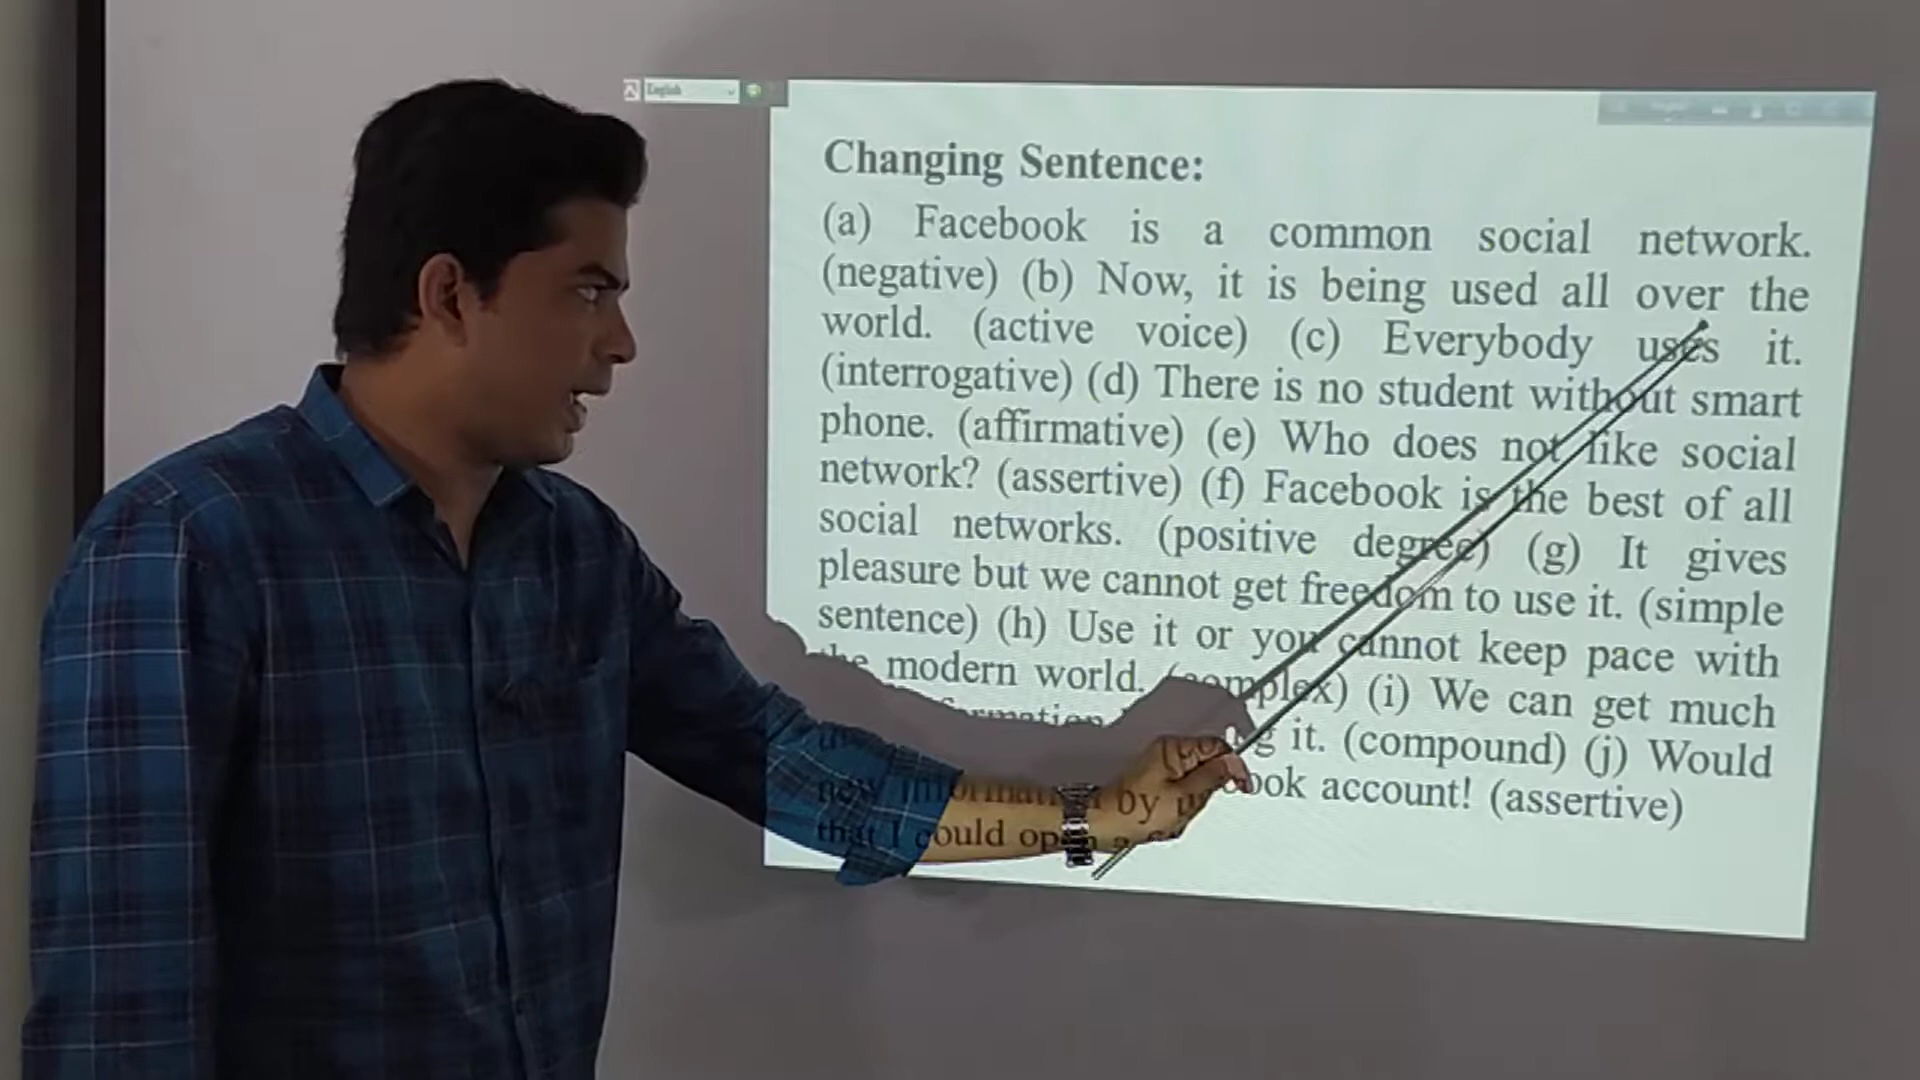 English
Changing Sentence:
(a) Facebook is a common social network.
(negative) (b) Now, it is being used all over the
world. (active voice) (c) Everybody uses it.
(interrogative) (d) There is no student without smart
phone. (affirmative) (e) Who does not like social
network? (assertive) (f) Facebook is the best of all
social networks. (positive degree) (g) It gives
pleasure but we cannot get freedom to use it. (simple
sentence) (h) Use it or you cannot keep pace with
the modern world. (complex) (i) We can get much
it. (compound) (j) Would
new information by
that I could open a account! (assertive)